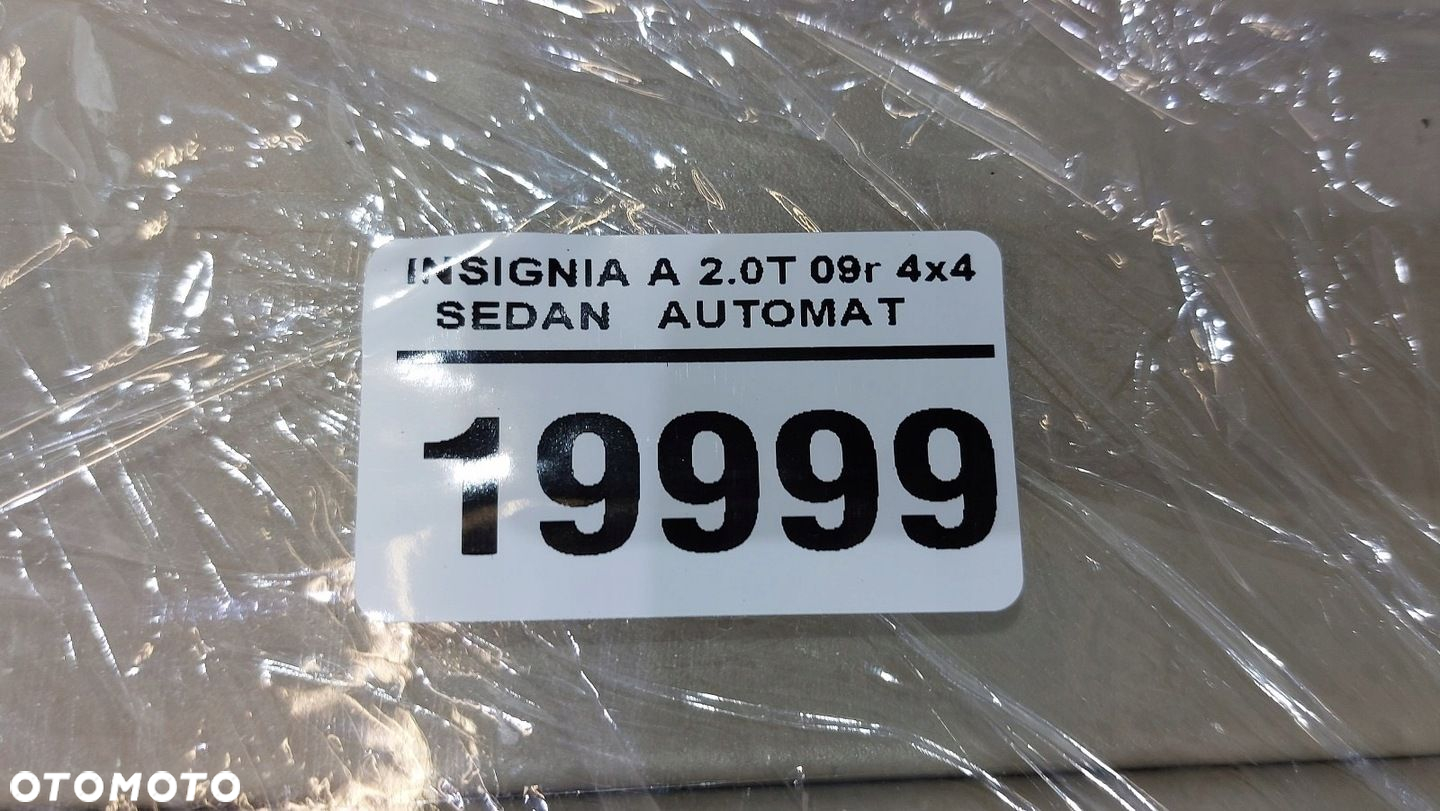 INSIGNIA A 2.0T 09r 4x4
SEDAN AUTOMAT
19999
OTOMOTO